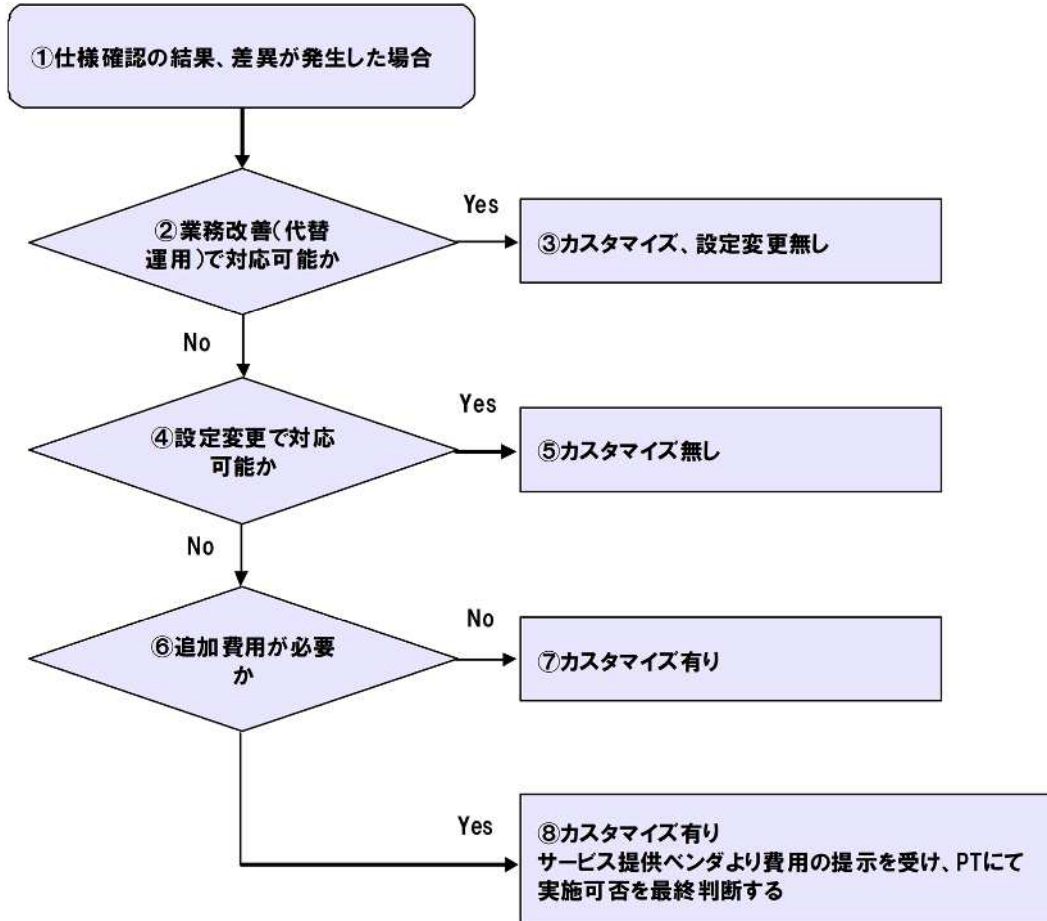 ①仕様確認の結果、差異が発生した場合
②業務改善(代替
運用)で対応可能か
Yes
③カスタマイズ、設定変更無し
No
④設定変更で対応
可能か
Yes
⑤カスタマイズ無し
No
⑥追加費用が必要
か
No
⑦カスタマイズ有り
Yes
⑧カスタマイズ有り
サービス提供ベンダより費用の提示を受け、PTにて
実施可否を最終判断する